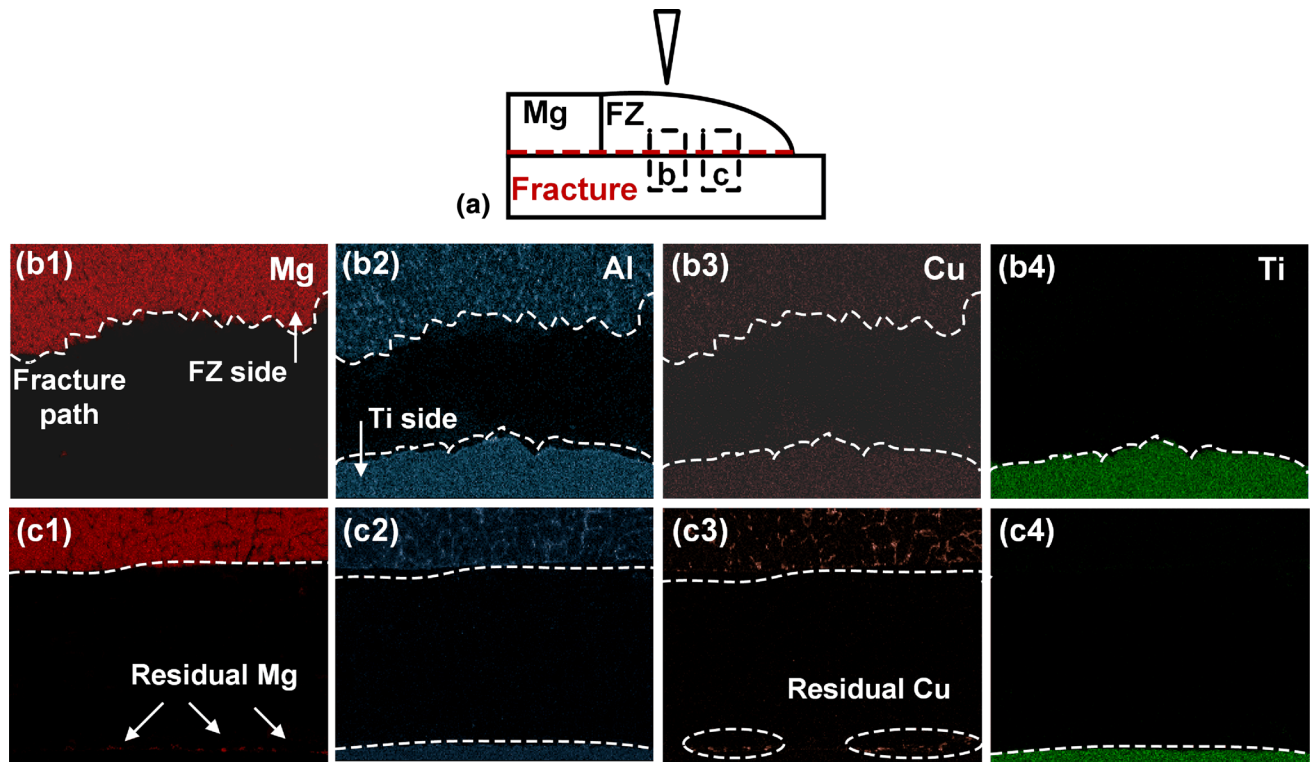 Mg
FZ
b
c
Fracture
(a)
(b1)
Mg
(b2)
Al
(b3)
Cu
(b4)
Ti
Fracture
path
FZ side
Ti side
(c1)
(c2)
(c3)
(c4)
Residual Mg
Residual Cu